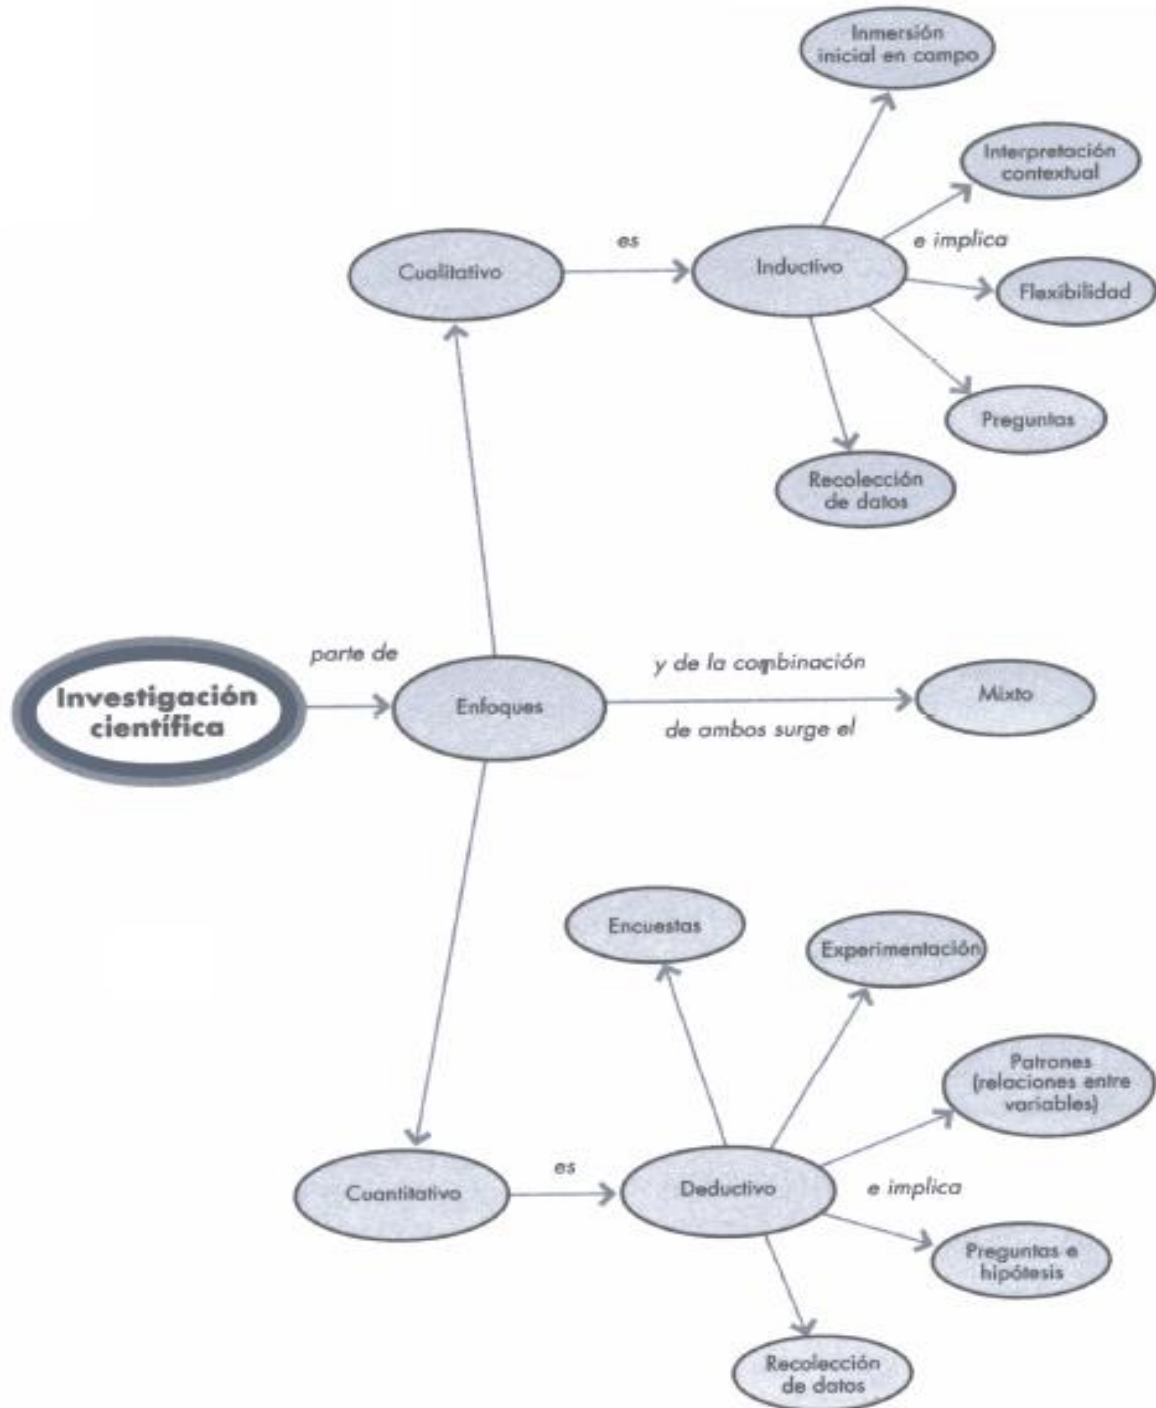 Inmersión
inicial en campo
Interpretación
contextual
e implica
Flexibilidad
Preguntas
Recolección
de datos
Cualitativo
es
Inductivo
Investigación
científica
parte de
Enfoques
y de la combinación
de ambos surge el
Mixto
Encuestas
Experimentación
Patrones
(relaciones entre
variables)
Cuantitativo
es
Deductivo
e implica
Preguntas e
hipótesis
Recolección
de datos